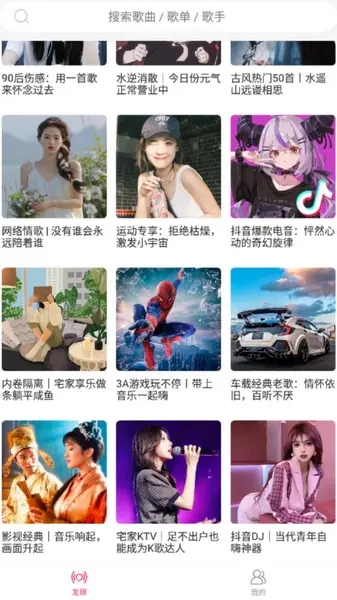 搜索歌曲 / 歌单 / 歌手
90后伤感：用一首歌
来怀念过去
水逆消散｜今日份元气
正常营业中
古风热门50首丨水遥
山远谩相思
网络情歌 | 没有谁会永
远陪着谁
运动专享：拒绝枯燥，
激发小宇宙
抖音爆款电音：怦然心
动的奇幻旋律
内卷隔离丨宅家享乐做
条躺平咸鱼
3A游戏玩不停丨带上
音乐一起嗨
车载经典老歌：情怀依
旧，百听不厌
影视经典丨音乐响起，
画面升起
宅家KTV｜足不出户也
能成为K歌达人
抖音DJ｜当代青年自
嗨神器
发现
我的